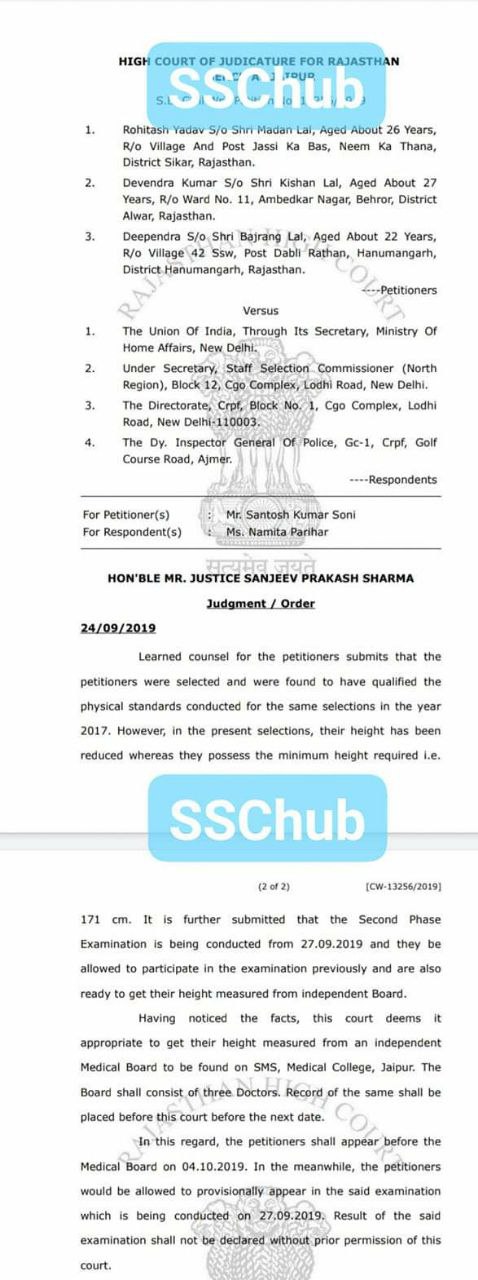 HIGH COURT OF JUDICATURE FOR RAJASTHAN
SSChub
1. Rohitash Yadav S/o Shri Madan Lal, Aged About 26 Years,
R/o Village And Post Jassi Ka Bas, Neem Ka Thana,
District Sikar, Rajasthan.
2. Devendra Kumar S/o Shri Kishan Lal, Aged About 27
Years, R/o Ward No. 11, Ambedkar Nagar, Behror, District
Alwar, Rajasthan.
3. Deependra S/o Shri Bajrang Lal, Aged About 22 Years,
R/o Village 42 Ssw, Post Dabli Rathan, Hanumangarh,
District Hanumangarh, Rajasthan.
RAJASTHAN HIGH COURT
----Petitioners
Versus
1. The Union Of India, Through Its Secretary, Ministry Of
Home Affairs, New Delhi.
2. Under Secretary, Staff Selection Commissioner (North
Region), Block 12, Cgo Complex, Lodhi Road, New Delhi.
3. The Directorate, Crpf, Block No. 1, Cgo Complex, Lodhi
Road, New Delhi-110003.
4. The Dy. Inspector General Of Police, Gc-1, Crpf, Golf
Course Road, Ajmer.
----Respondents
For Petitioner(s) : Mr. Santosh Kumar Soni
For Respondent(s) : Ms. Namita Parihar
सत्यमेव जयते
HON'BLE MR. JUSTICE SANJEEV PRAKASH SHARMA
Judgment / Order
24/09/2019
Learned counsel for the petitioners submits that the
petitioners were selected and were found to have qualified the
physical standards conducted for the same selections in the year
2017. However, in the present selections, their height has been
reduced whereas they possess the minimum height required i.e.
SSChub
(2 of 2) [CW-13256/2019]
171 cm. It is further submitted that the Second Phase
Examination is being conducted from 27.09.2019 and they be
allowed to participate in the examination previously and are also
ready to get their height measured from independent Board.
Having noticed the facts, this court deems it
appropriate to get their height measured from an independent
Medical Board to be found on SMS, Medical College, Jaipur. The
Board shall consist of three Doctors. Record of the same shall be
placed before this court before the next date.
RAJASTHAN HIGH COURT
In this regard, the petitioners shall appear before the
Medical Board on 04.10.2019. In the meanwhile, the petitioners
would be allowed to provisionally appear in the said examination
which is being conducted on 27.09.2019. Result of the said
examination shall not be declared without prior permission of this
court.